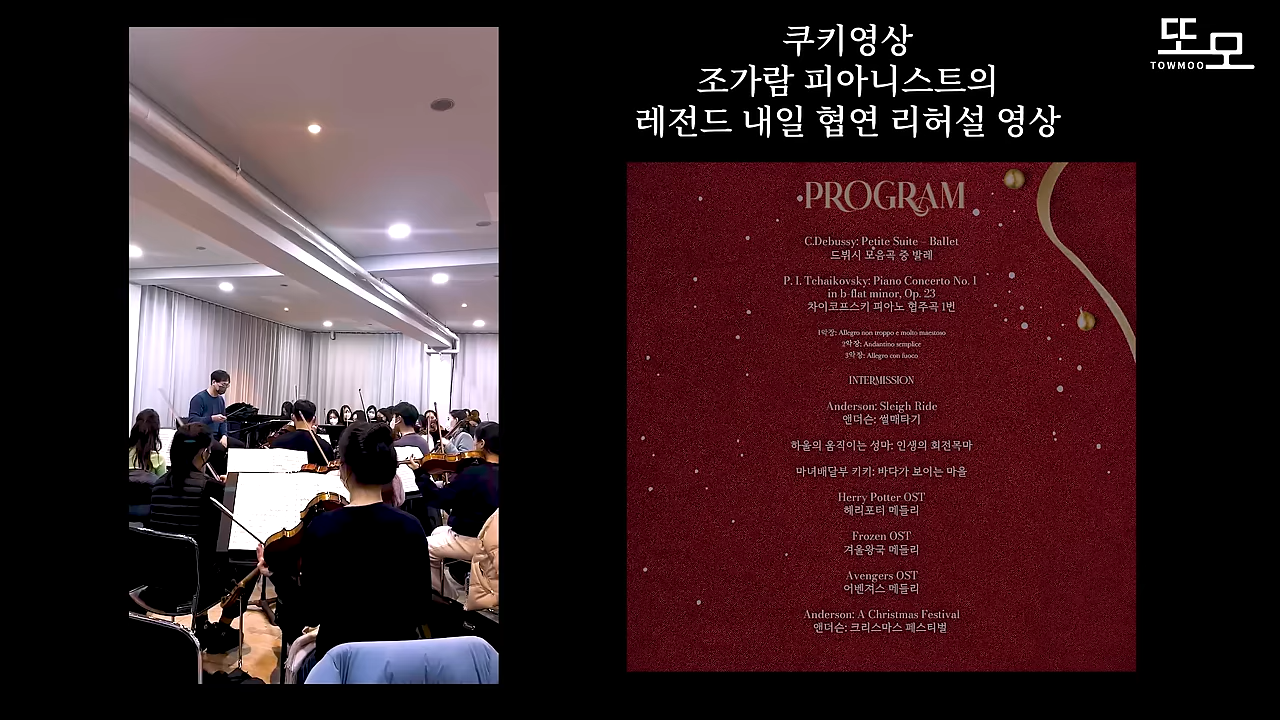 쿠키영상
조가람 피아니스트의
레전드 내일 협연 리허설 영상
또모
TOWMOO
PROGRAM
C.Debussy: Petite Suite – Ballet
드뷔시 모음곡 중 발레
P. I. Tchaikovsky: Piano Concerto No. 1
in b-flat minor, Op. 23
차이코프스키 피아노 협주곡 1번
1악장: Allegro non troppo e molto maestoso
2악장: Andantino semplice
3악장: Allegro con fuoco
INTERMISSION
Anderson: Sleigh Ride
앤더슨: 썰매타기
하울의 움직이는 성마: 인생의 회전목마
마녀배달부 키키: 바다가 보이는 마을
Herry Potter OST
헤리포터 메들리
Frozen OST
겨울왕국 메들리
Avengers OST
어벤져스 메들리
Anderson: A Christmas Festival
앤더슨: 크리스마스 페스티벌